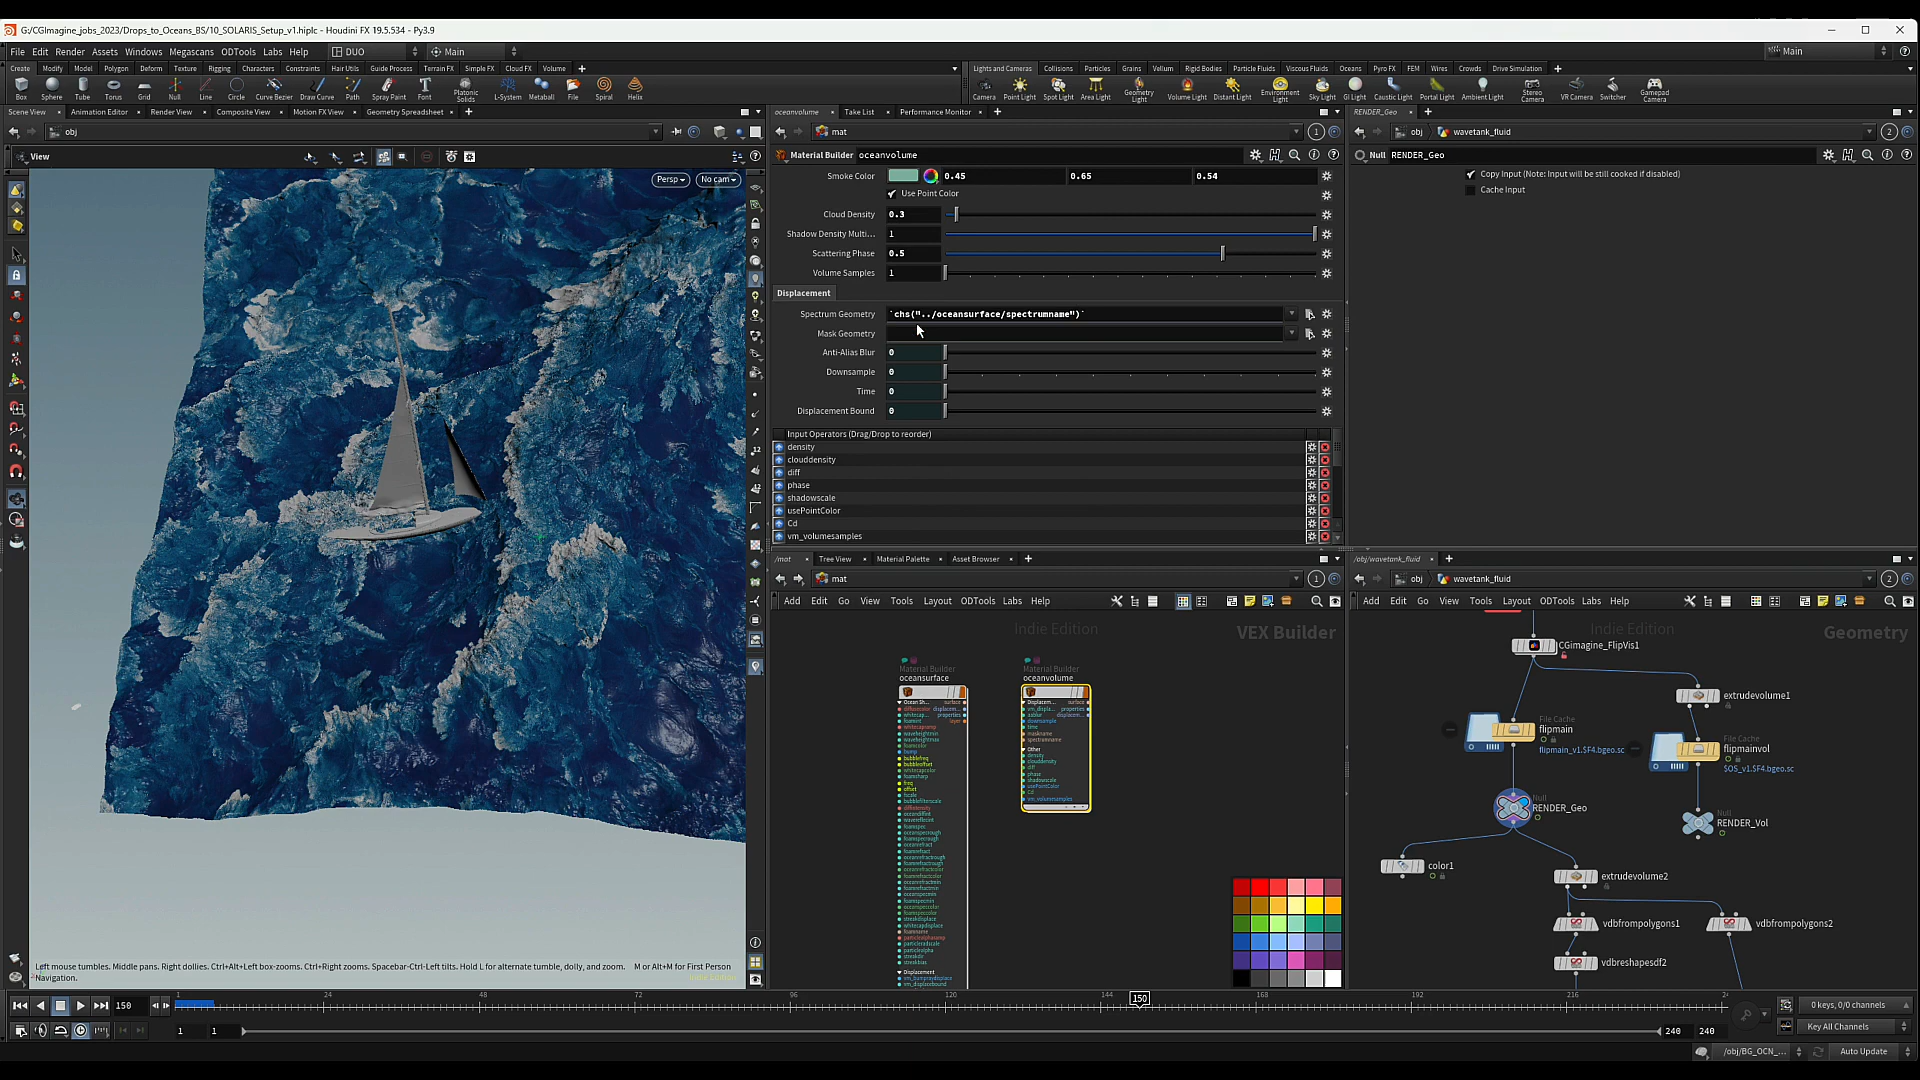 G:/CGImagine_jobs_2023/Drops_to_Oceans_BS/10_SOLARIS_Setup_v1.hiplc - Houdini FX 19.5.534 - Py3.9
File Edit Render Assets Windows Megascans ODTools Labs Help DUO Main Main
Create Modify Model Polygon Deform Texture Rigging Characters Constraints Hair Utils Guide Process Terrain FX Simple FX Cloud FX Volume
Lights and Cameras Collisions Particles Grains Vellum Rigid Bodies Particle Fluids Viscous Fluids Oceans Pyro FX FEM Wires Crowds Drive Simulation
Box Sphere Tube Torus Grid Null Line Circle Curve Bezier Draw Curve Path Spray Paint Font Platonic Solids L-System Metaball File Spiral Helix
Camera Point Light Spot Light Area Light Geometry Light Volume Light Distant Light Environment Light Sky Light GI Light Caustic Light Portal Light Ambient Light Stereo Camera VR Camera Switcher Gamepad Camera
Scene View Animation Editor Render View Composite View Motion FX View Geometry Spreadsheet
obj
View
Persp No cam
Left mouse tumbles. Middle pans. Right dollies. Ctrl+Alt+Left box-zooms. Ctrl+Right zooms. Spacebar-Ctrl-Left tilts. Hold L for alternate tumble, dolly, and zoom. M or Alt+M for First Person
Navigation.
oceanvolume Take List Performance Monitor
mat 1
Material Builder oceanvolume
Smoke Color 0.45 0.65 0.54
Use Point Color
Cloud Density 0.3
Shadow Density Multi... 1
Scattering Phase 0.5
Volume Samples 1
Displacement
Spectrum Geometry `chs("../oceansurface/spectrumname")`
Mask Geometry
Anti-Alias Blur 0
Downsample 0
Time 0
Displacement Bound 0
Input Operators (Drag/Drop to reorder)
density
clouddensity
diff
phase
shadowscale
usePointColor
Cd
vm_volumesamples
RENDER_Geo
obj wavetank_fluid 2
Null RENDER_Geo
Copy Input (Note: Input will be still cooked if disabled)
Cache Input
/mat Tree View Material Palette Asset Browser
mat 1
Add Edit Go View Tools Layout ODTools Labs Help
Indie Edition VEX Builder
Material Builder
oceansurface
Material Builder
oceanvolume
/obj/wavetank_fluid
obj wavetank_fluid 2
Add Edit Go View Tools Layout ODTools Labs Help
Indie Edition Geometry
CGimagine_FlipVis1
extrudevolume1
File Cache
flipmain
flipmain_v1.$F4.bgeo.sc
File Cache
flipmainvol
$OS_v1.$F4.bgeo.sc
Null
RENDER_Geo
Null
RENDER_Vol
color1
extrudevolume2
vdbfrompolygons1
vdbfrompolygons2
vdbreshapesdf2
150 1 24 48 72 96 120 144 150 168 192 216
1 1 240 240
0 keys, 0/0 channels
Key All Channels
/obj/BG_OCN_... Auto Update